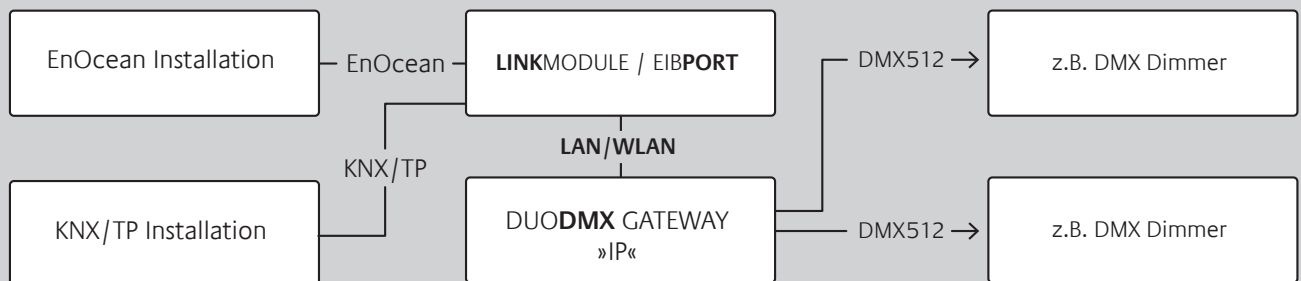 EnOcean Installation
EnOcean
LINKMODULE / EIBPORT
DMX512
z.B. DMX Dimmer
LAN/WLAN
KNX/TP
KNX/TP Installation
DUODMX GATEWAY
»IP«
DMX512
z.B. DMX Dimmer